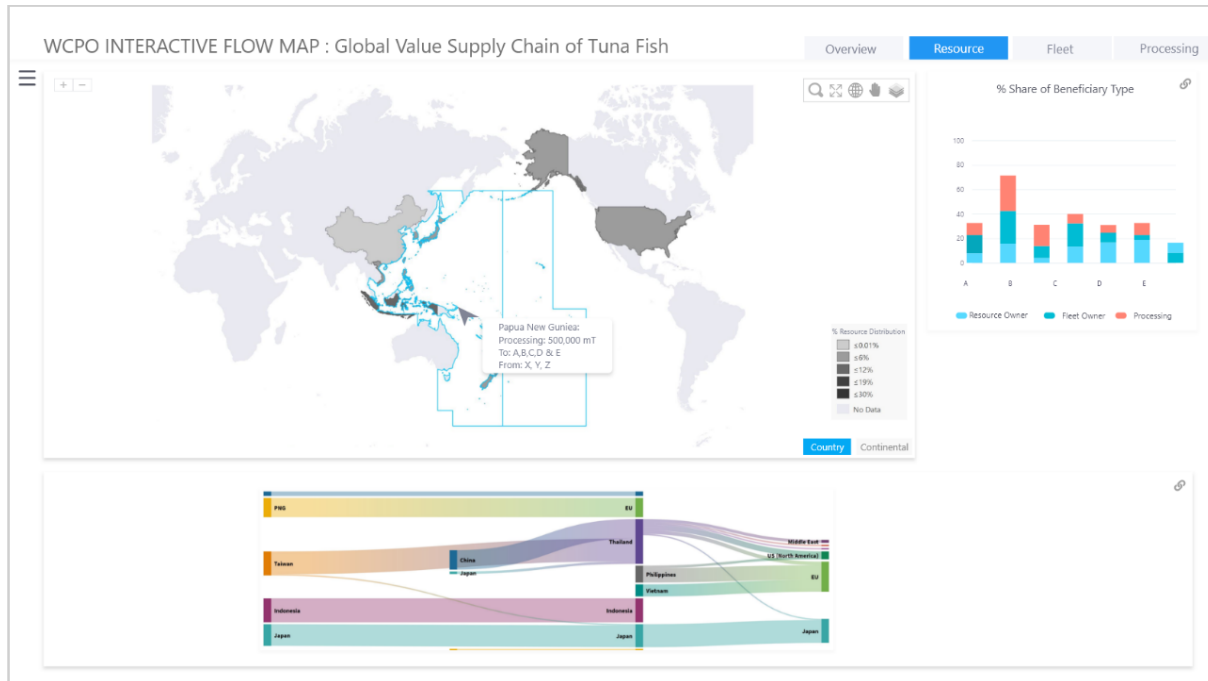 WCPO INTERACTIVE FLOW MAP : Global Value Supply Chain of Tuna Fish
Overview
Resource
Fleet
Processing
+ −
Papua New Guniea:
Processing: 500,000 mT
To: A,B,C,D & E
From: X, Y, Z
% Resource Distribution
≤0.01%
≤6%
≤12%
≤19%
≤30%
No Data
Country
Continental
% Share of Beneficiary Type
100
80
60
40
20
0
A B C D E
Resource Owner Fleet Owner Processing
PNG
EU
Thailand
Middle East
China
US (North America)
Taiwan
Japan
Philippines
EU
Vietnam
Indonesia
Indonesia
Japan
Japan
Japan